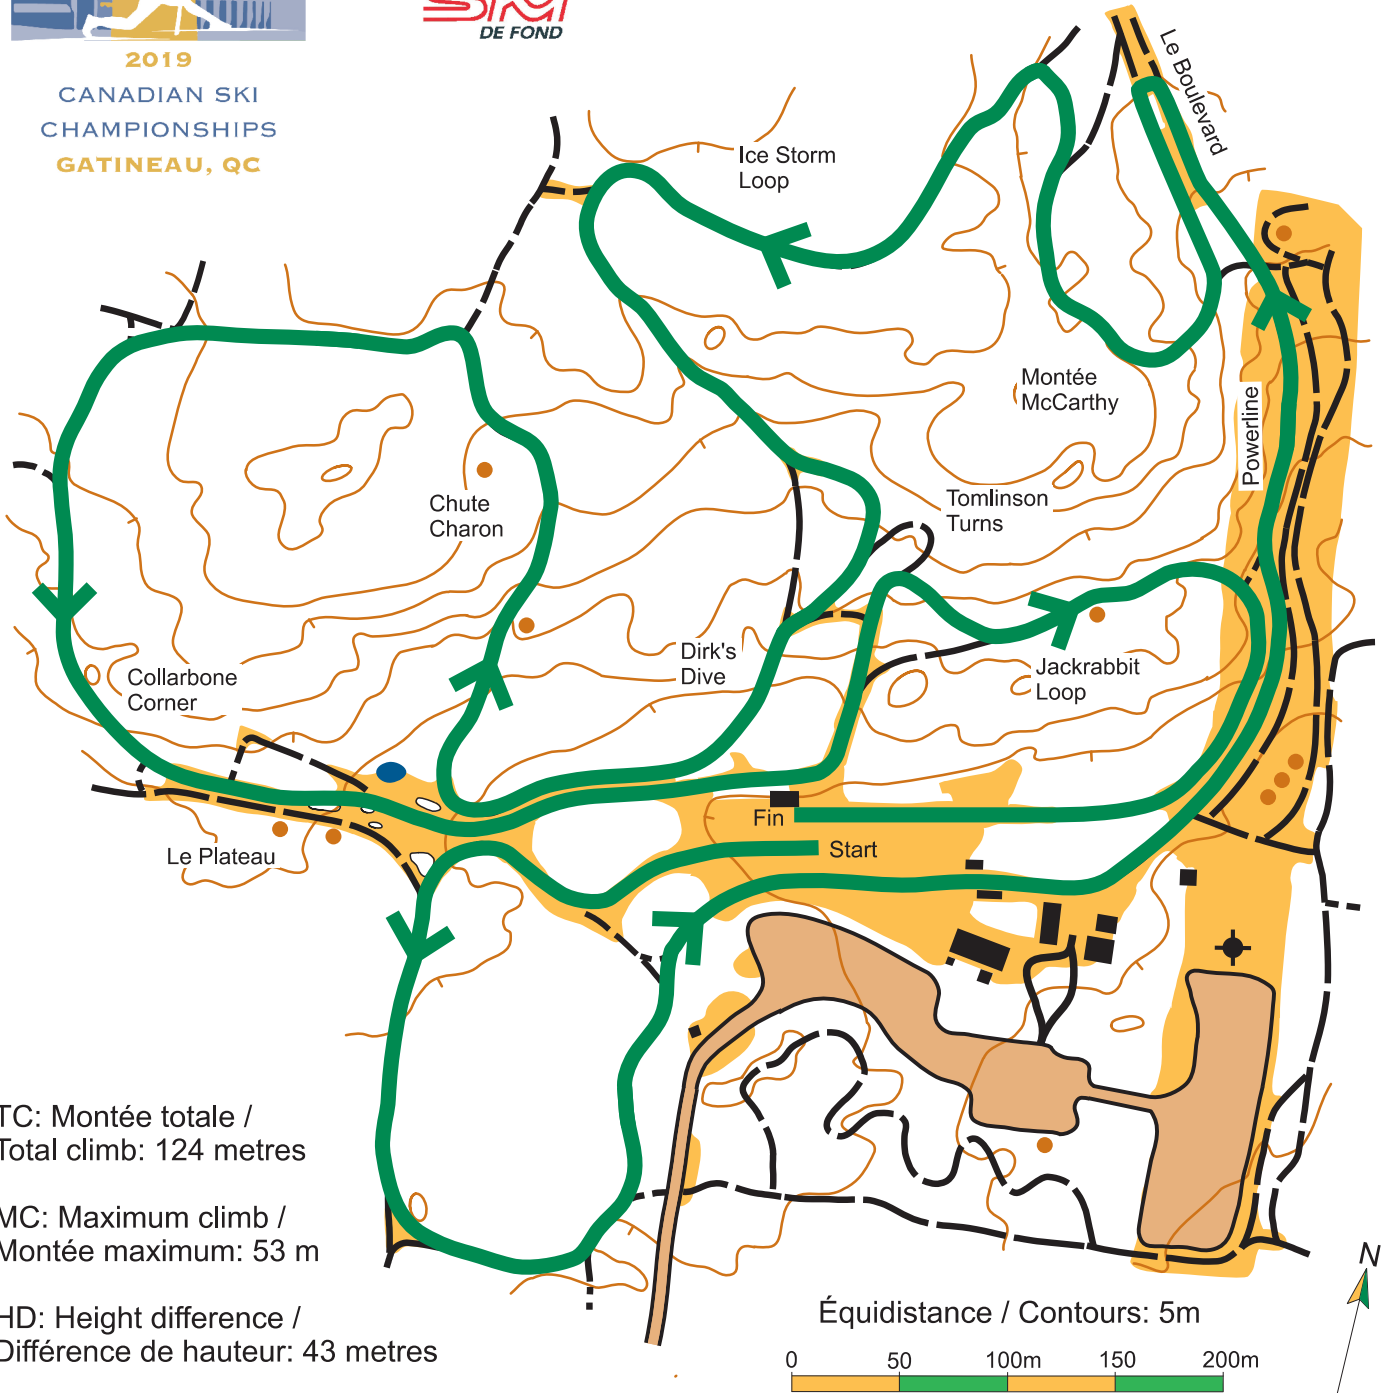 DE FOND
2019
CANADIAN SKI
CHAMPIONSHIPS
GATINEAU, QC
Le Boulevard
Ice Storm
Loop
Montée
McCarthy
Powerline
Chute
Charon
Tomlinson
Turns
Dirk's
Dive
Jackrabbit
Loop
Collarbone
Corner
Fin
Start
Le Plateau
TC: Montée totale /
Total climb: 124 metres
MC: Maximum climb /
Montée maximum: 53 m
HD: Height difference /
Différence de hauteur: 43 metres
N
Équidistance / Contours: 5m
0 50 100m 150 200m